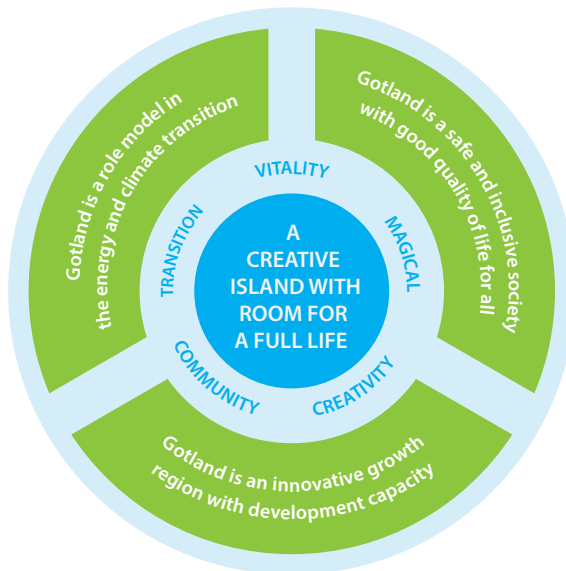 Gotland is a role model in
the energy and climate transition
Gotland is a safe and inclusive society
with good quality of life for all
VITALITY
TRANSITION
MAGICAL
A
CREATIVE
ISLAND WITH
ROOM FOR
A FULL LIFE
COMMUNITY
CREATIVITY
Gotland is an innovative growth
region with development capacity